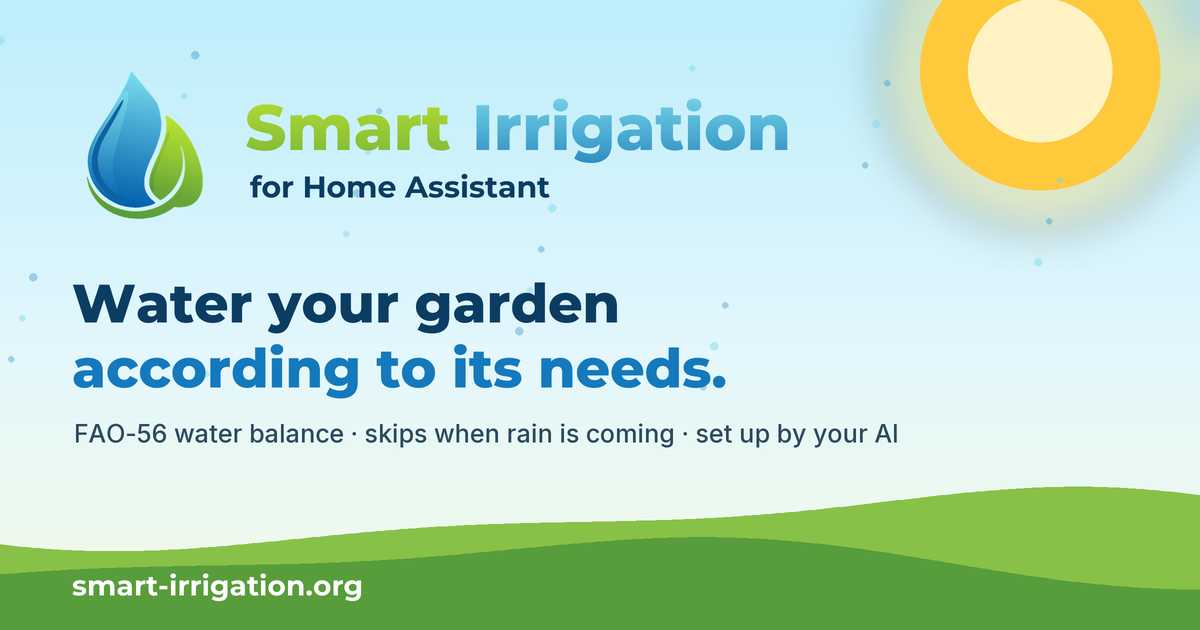 Smart Irrigation
for Home Assistant
Water your garden
according to its needs.
FAO-56 water balance · skips when rain is coming · set up by your AI
smart-irrigation.org